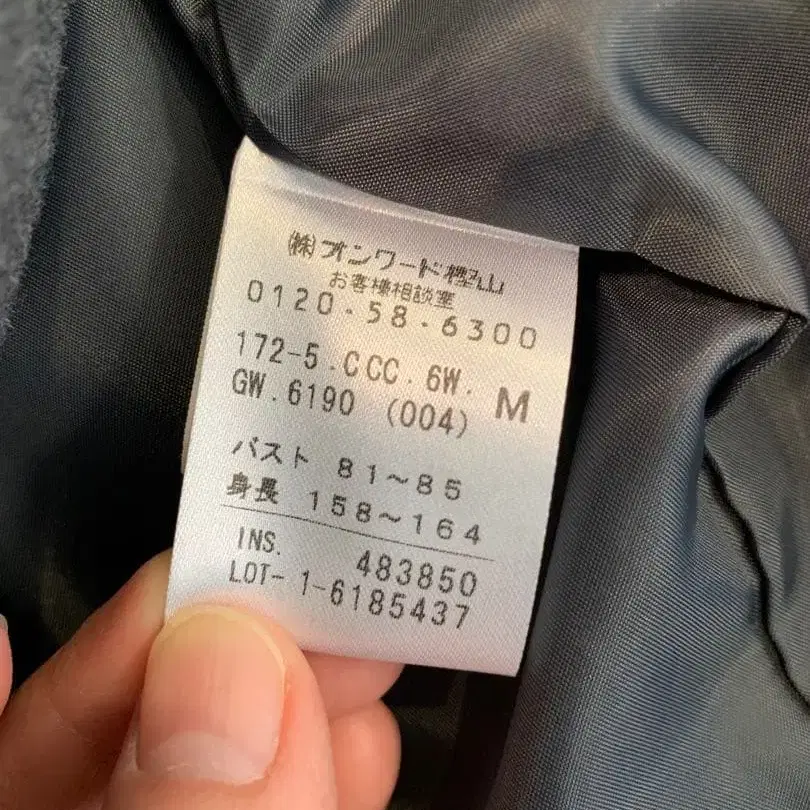 ㈱オンワード樫山
お客様相談室
0120・58・6300
172-5.CCC.6W. M
GW.6190 (004)
バスト 81〜85
身長 158〜164
INS. 483850
LOT- 1-6185437